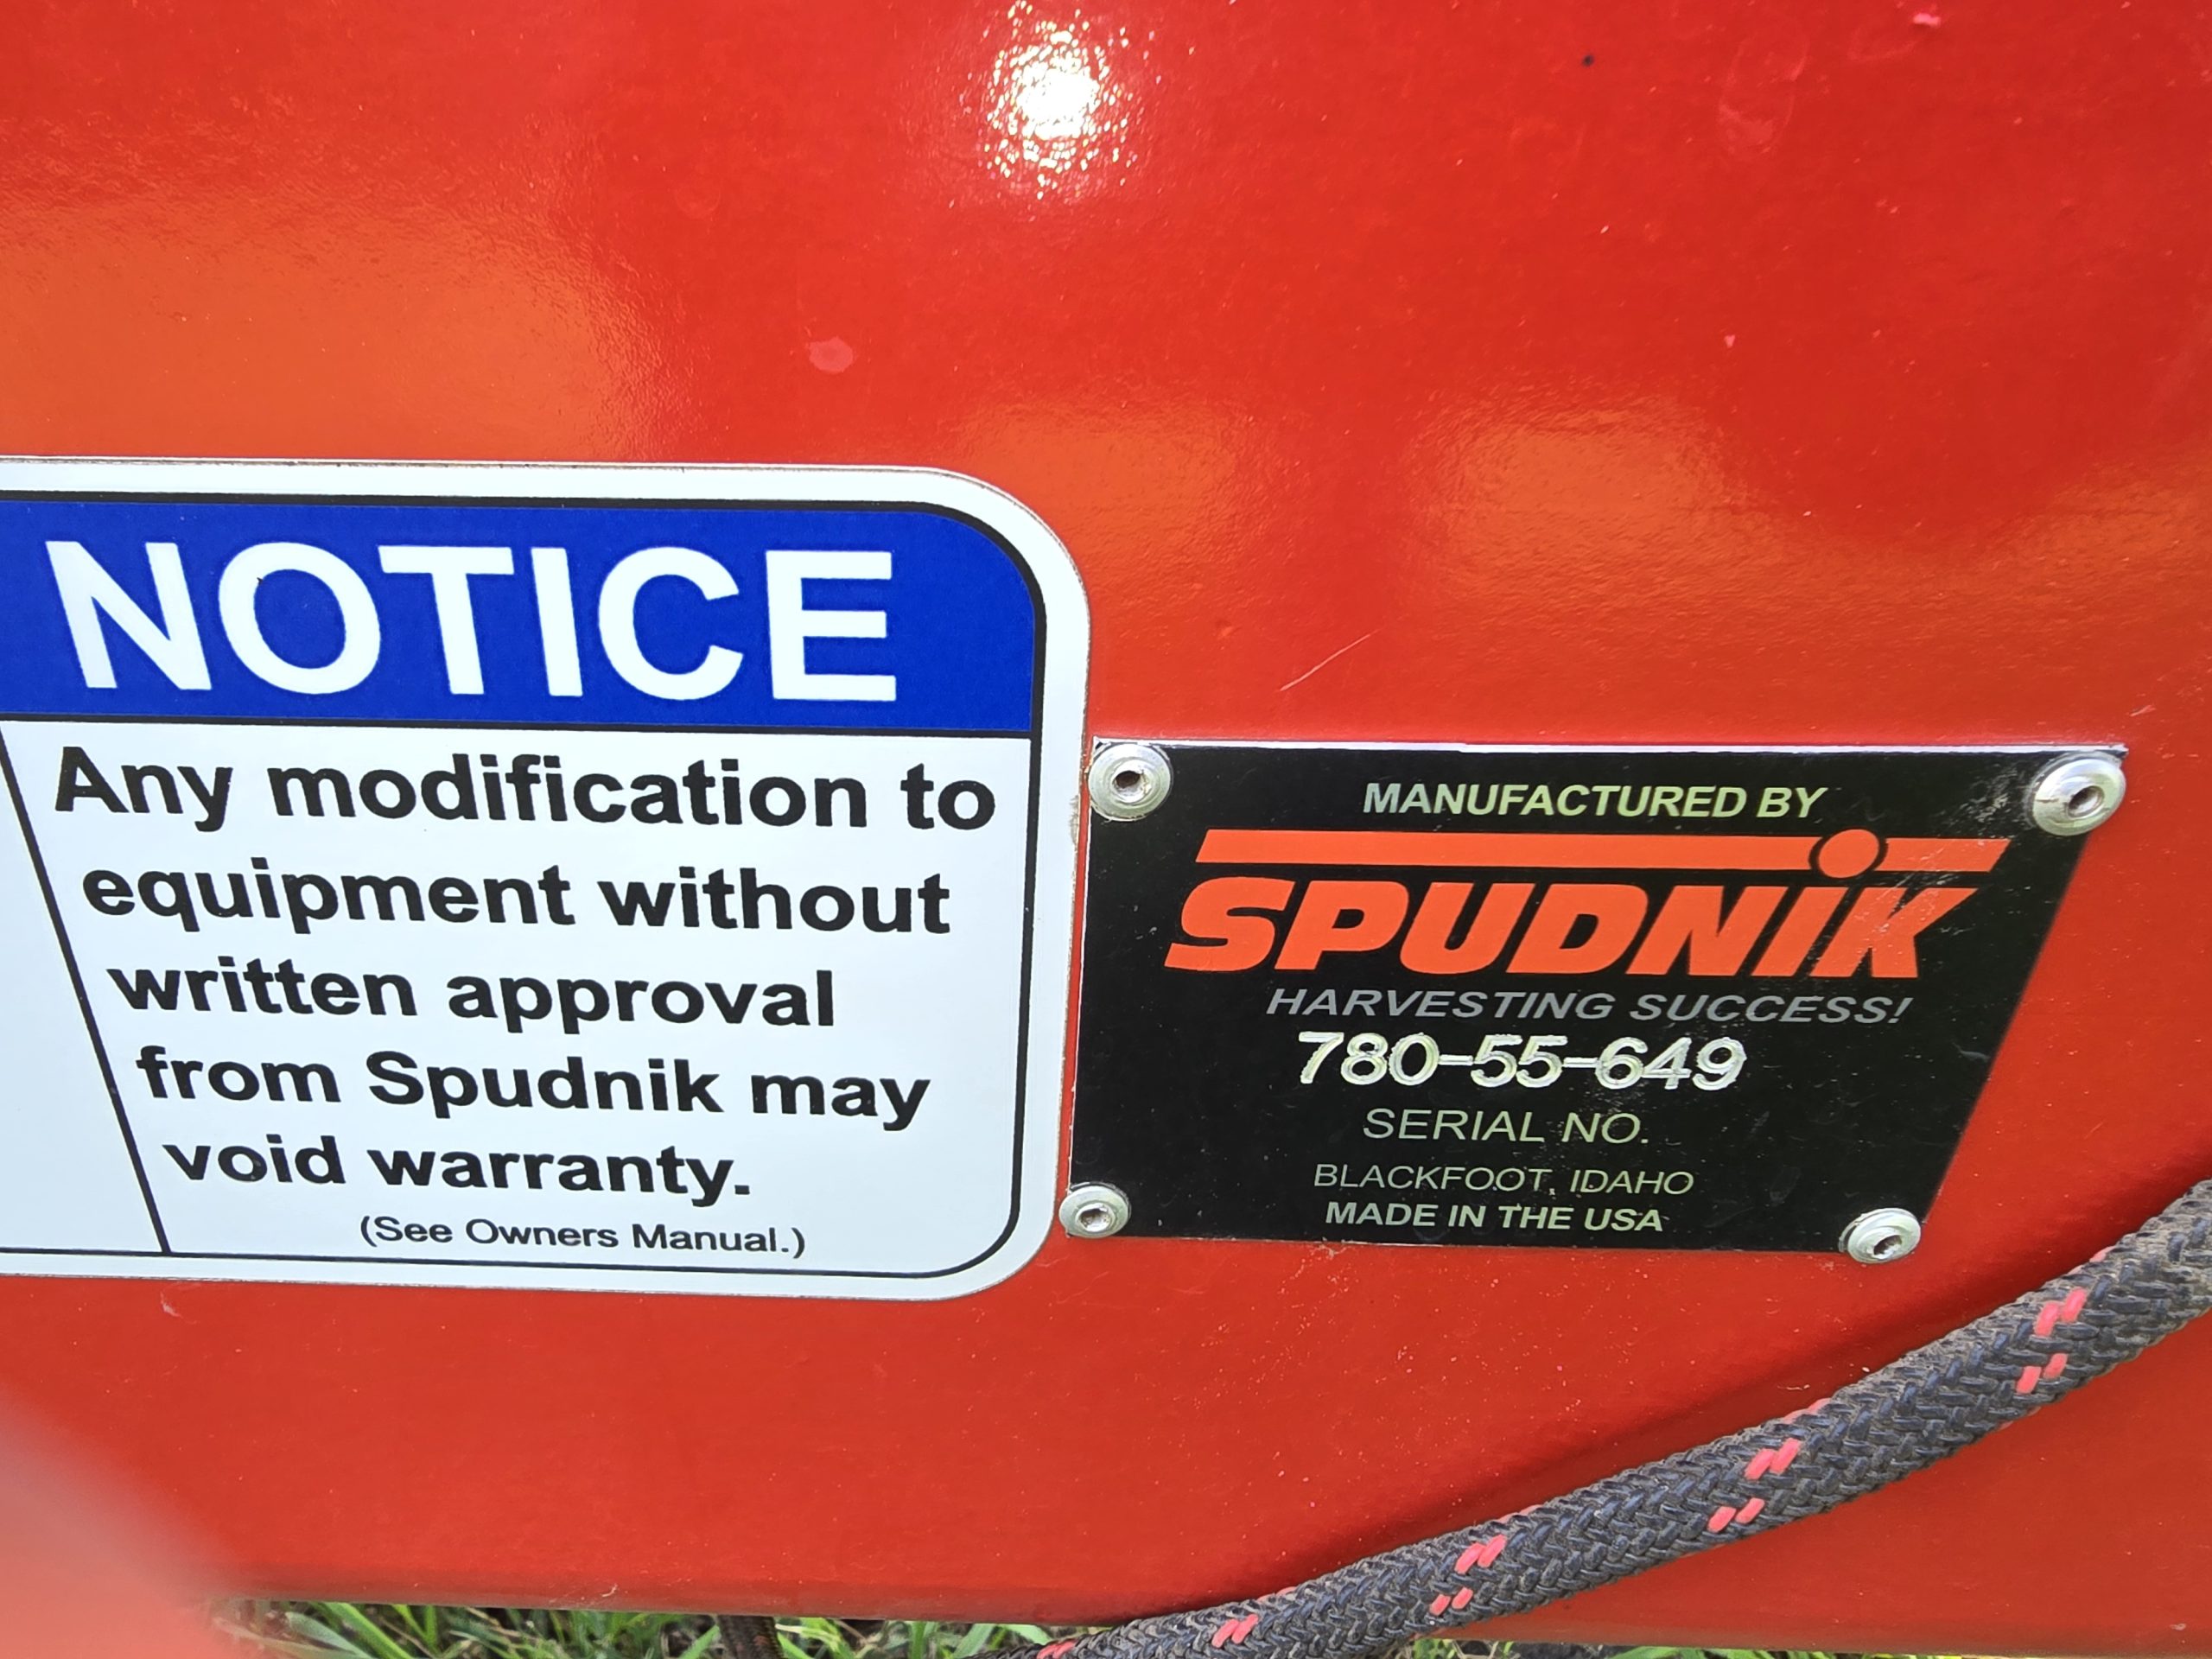 NOTICE
Any modification to
equipment without
written approval
from Spudnik may
void warranty.
(See Owners Manual.)
MANUFACTURED BY
SPUDNIK
HARVESTING SUCCESS!
780-55-649
SERIAL NO.
BLACKFOOT, IDAHO
MADE IN THE USA